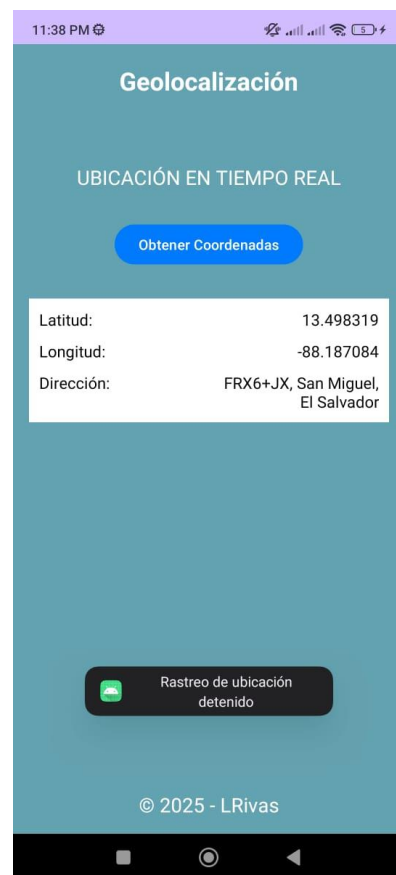 11:38 PM
5
Geolocalización
UBICACIÓN EN TIEMPO REAL
Obtener Coordenadas
Latitud: 13.498319
Longitud: -88.187084
Dirección: FRX6+JX, San Miguel,
El Salvador
Rastreo de ubicación
detenido
© 2025 - LRivas